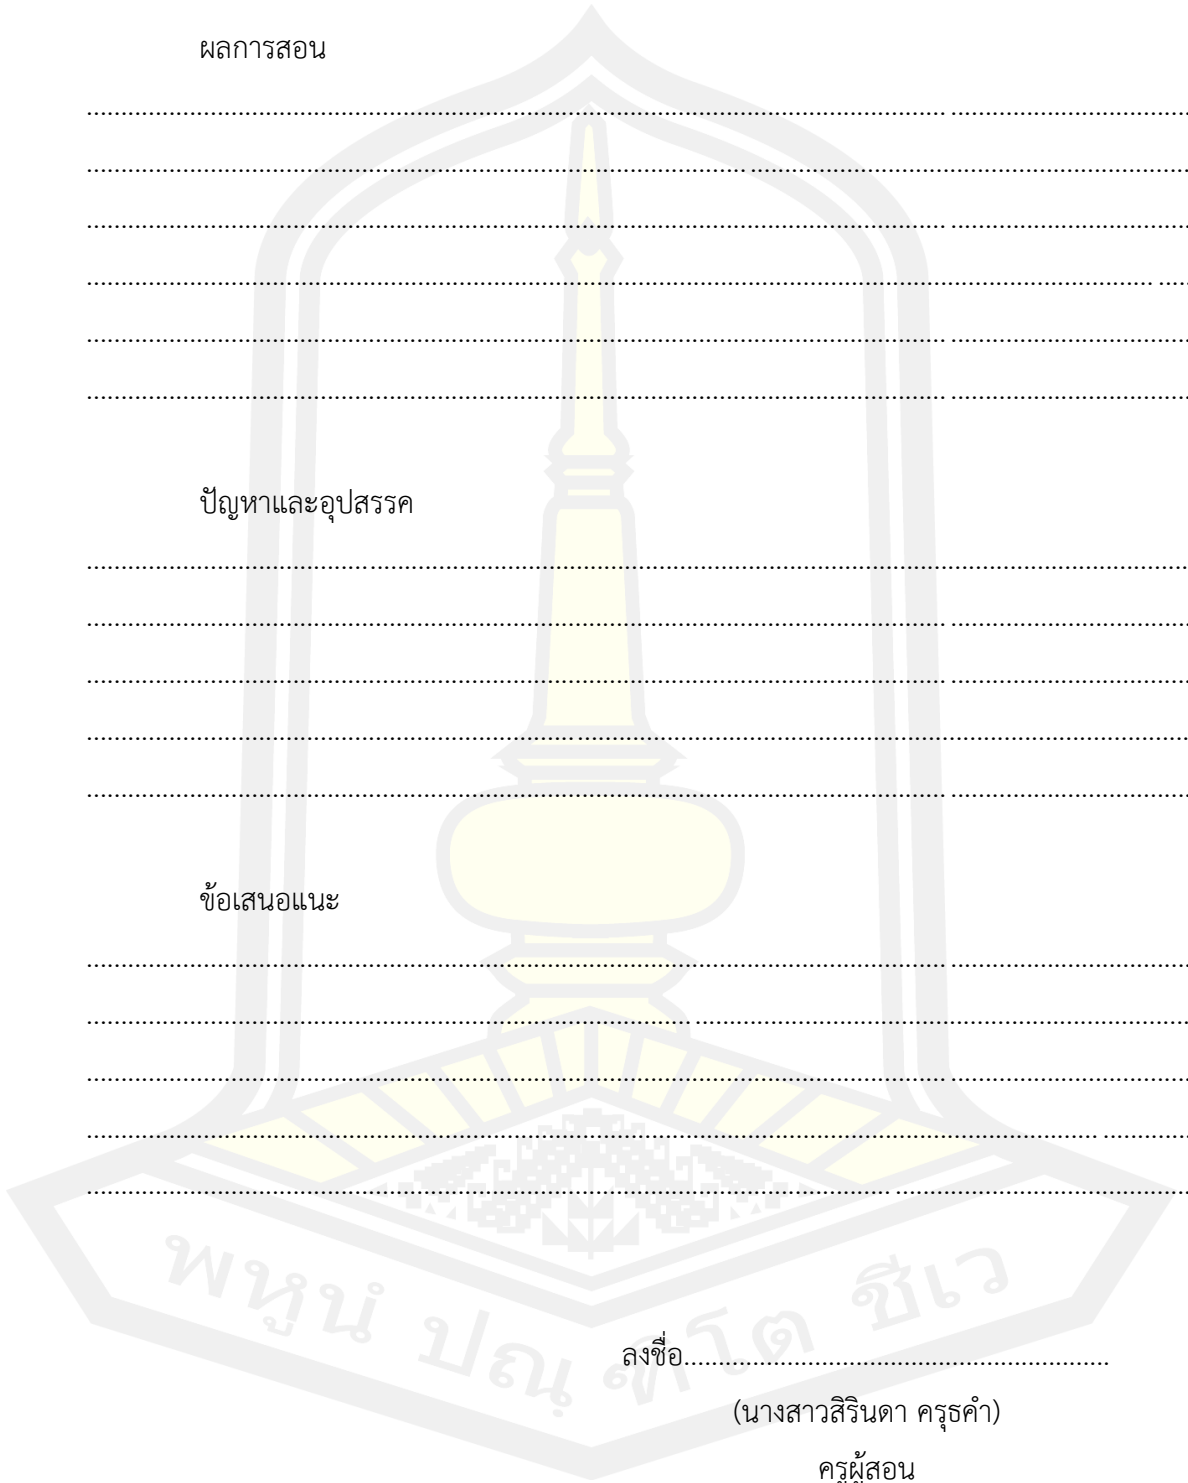 ผลการสอน
................................................................................................................................ ...................................
................................................................................................... .................................................................
................................................................................................................................ ...................................
............................................................................................................................................................... ....
................................................................................................................................ ...................................
................................................................................................................................ ...................................
ปัญหาและอุปสรรค
...................................................................................................................................................................
................................................................................................................................ ...................................
................................................................................................................................ ...................................
...................................................................................................................................................................
................................................................................................................................ ...................................
ข้อเสนอแนะ
................................................................................................................................ ...................................
......................................................................................... ..........................................................................
................................................................................................................................ ...................................
...................................................................................................................................................... .............
........................................................................................................................ ...........................................
พหูนํ ปณฺฑิโต ชีเว
ลงชื่อ..............................................................
(นางสาวสิรินดา ครุธคำ)
ครูผู้สอน